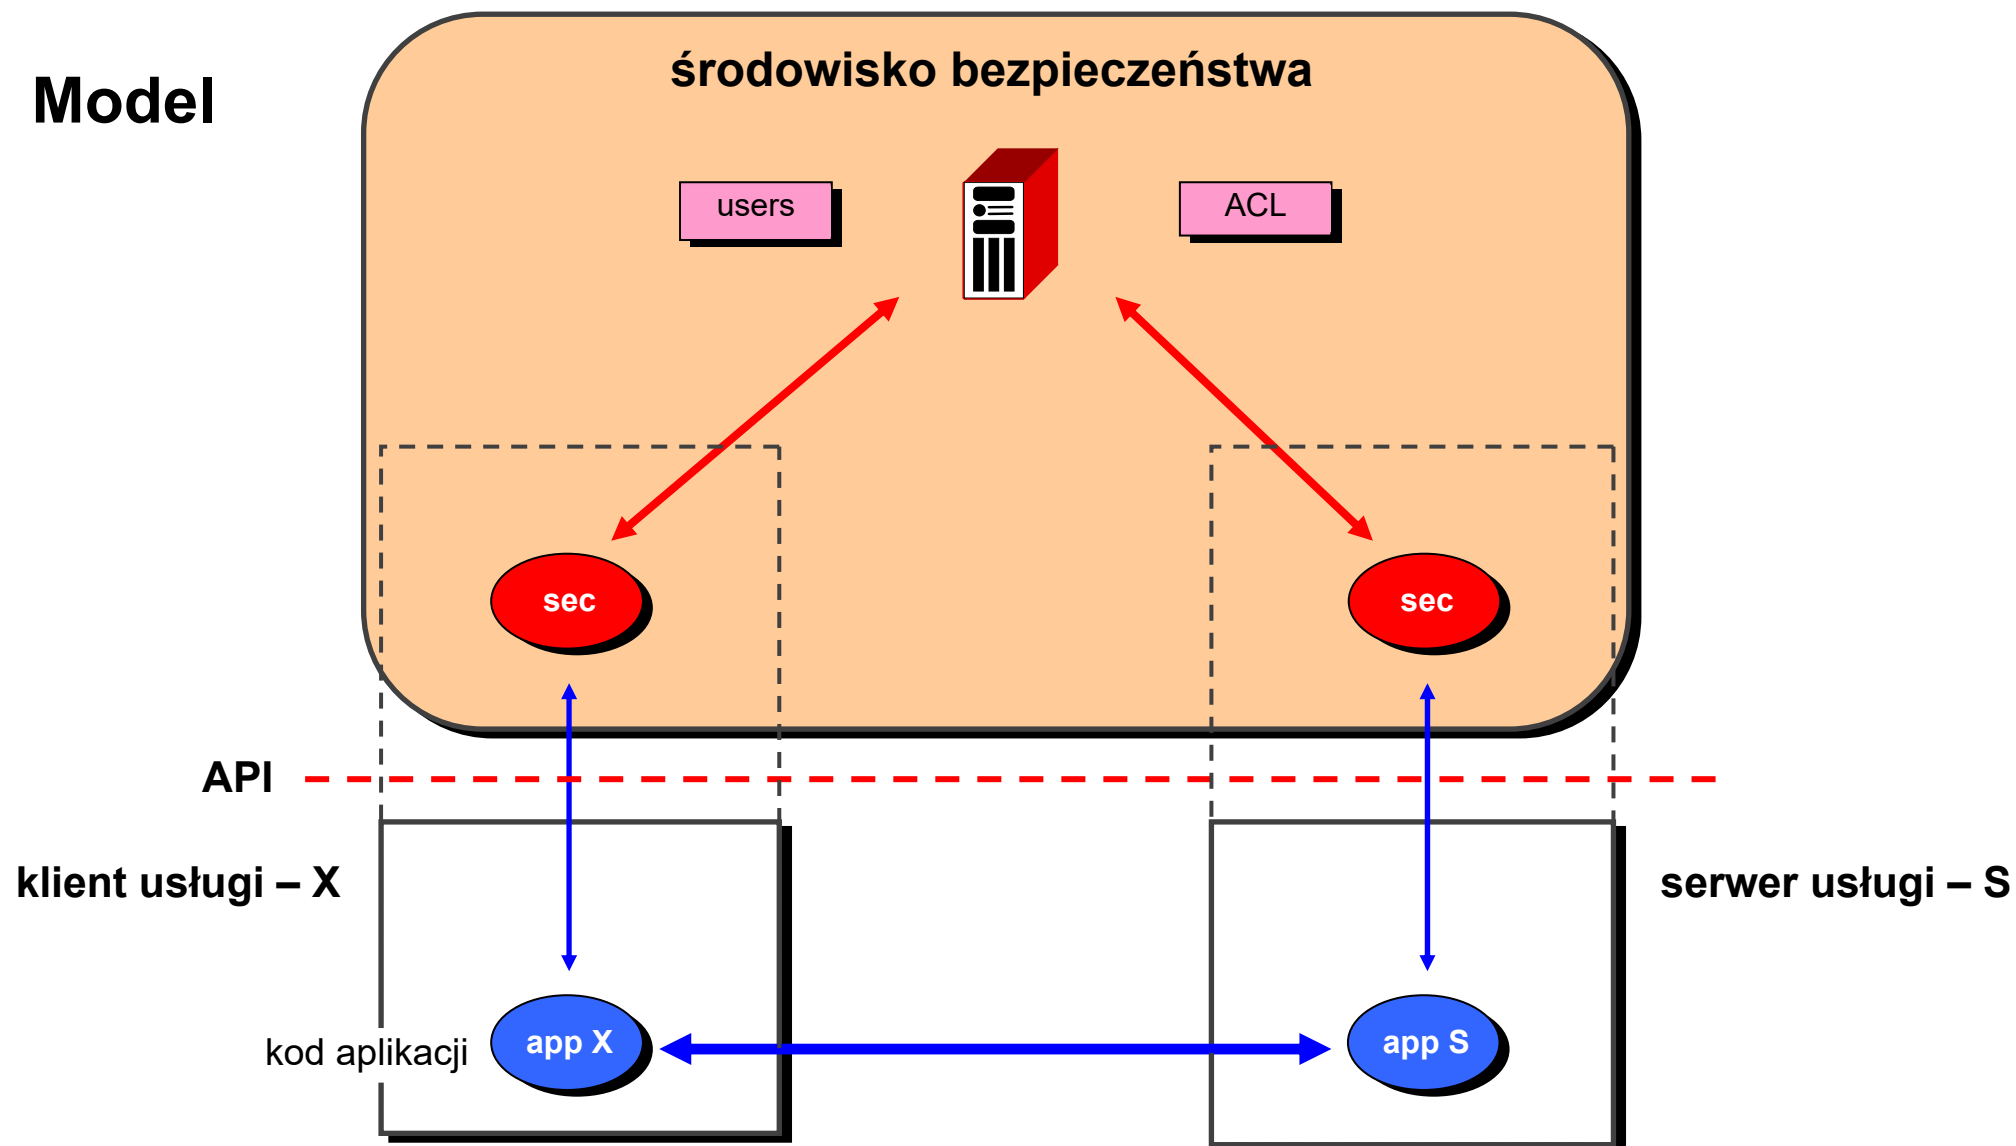 Model
środowisko bezpieczeństwa
users
ACL
sec
sec
API
klient usługi – X
serwer usługi – S
kod aplikacji
app X
app S